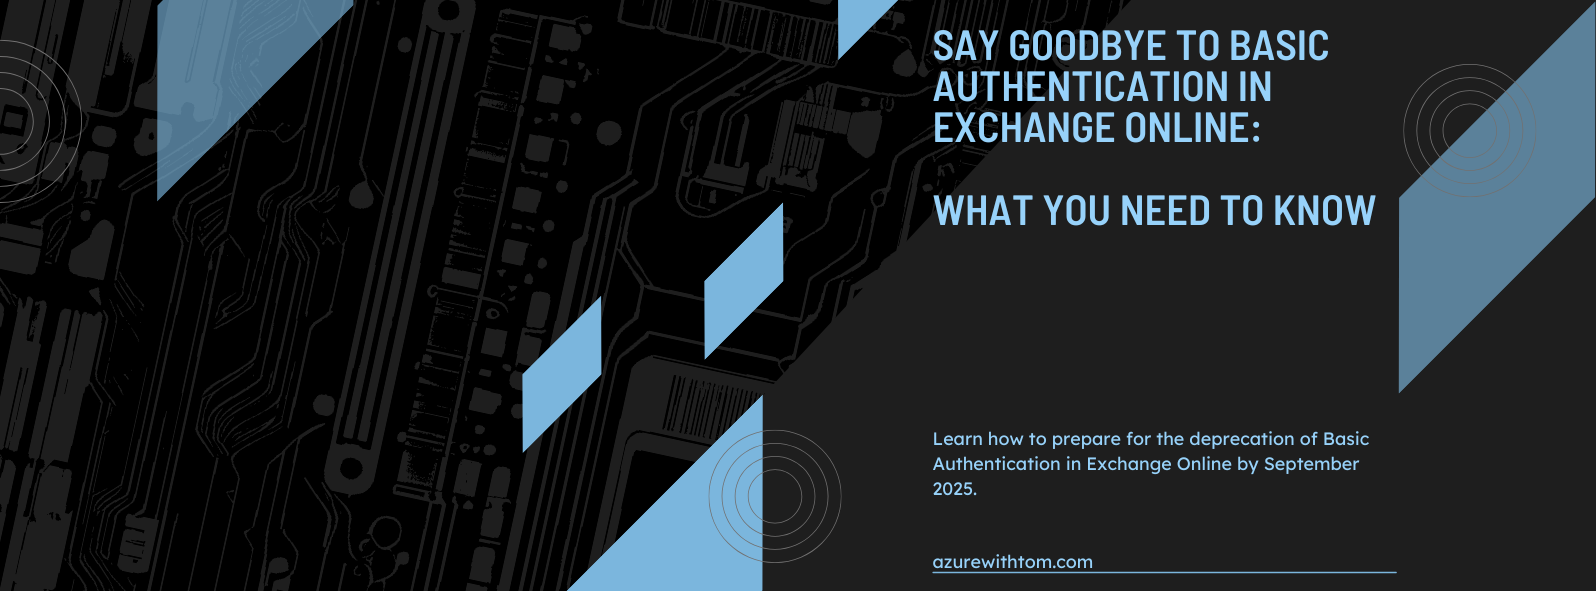 SAY GOODBYE TO BASIC
AUTHENTICATION IN
EXCHANGE ONLINE:
WHAT YOU NEED TO KNOW
Learn how to prepare for the deprecation of Basic
Authentication in Exchange Online by September
2025.
azurewithtom.com